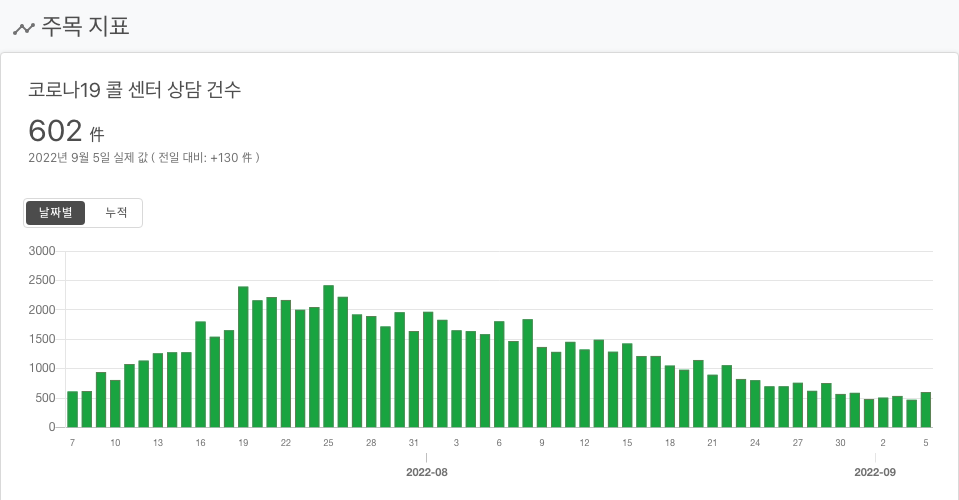 주목 지표
코로나19 콜 센터 상담 건수
602 件
2022년 9월 5일 실제 값 ( 전일 대비: +130 件 )
날짜별 누적
3000
2500
2000
1500
1000
500
0
7 10 13 16 19 22 25 28 31 3 6 9 12 15 18 21 24 27 30 2 5
2022-08 2022-09